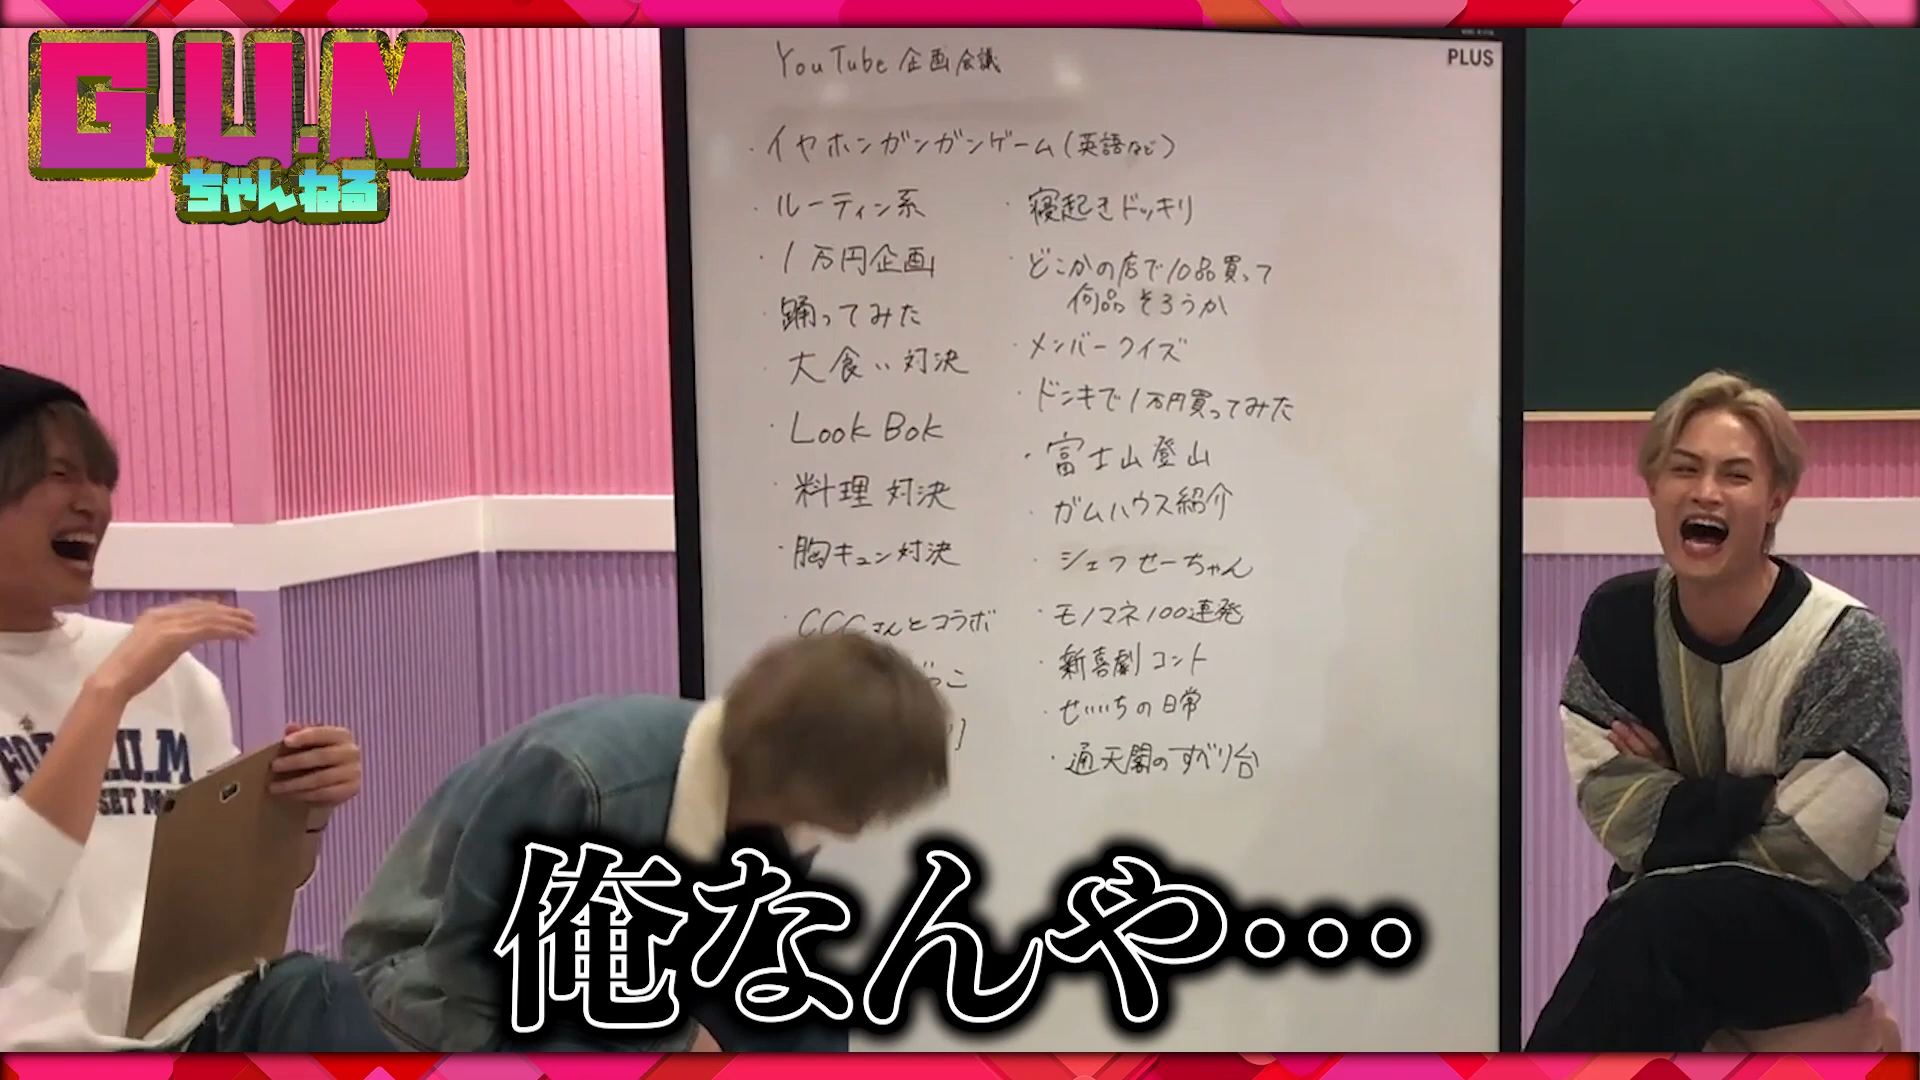 G.U.M
ちゃんねる
PLUS
YouTube 企画会議
・イヤホンガンガンゲーム(英語など)
・ルーティン系
・1万円企画
・踊ってみた
・大食い対決
・Look Bok
・料理対決
・胸キュン対決
CCCさんとコラボ
っこ
・寝起きドッキリ
・どこかの店で10品買って
何品そろうか
・メンバークイズ
・ドンキで1万円買ってみた
・富士山登山
・ガムハウス紹介
・シェフせーちゃん
・モノマネ100連発
・新喜劇コント
・せいいちの日常
・通天閣のすべり台
FO U.M
SET M
俺なんや…